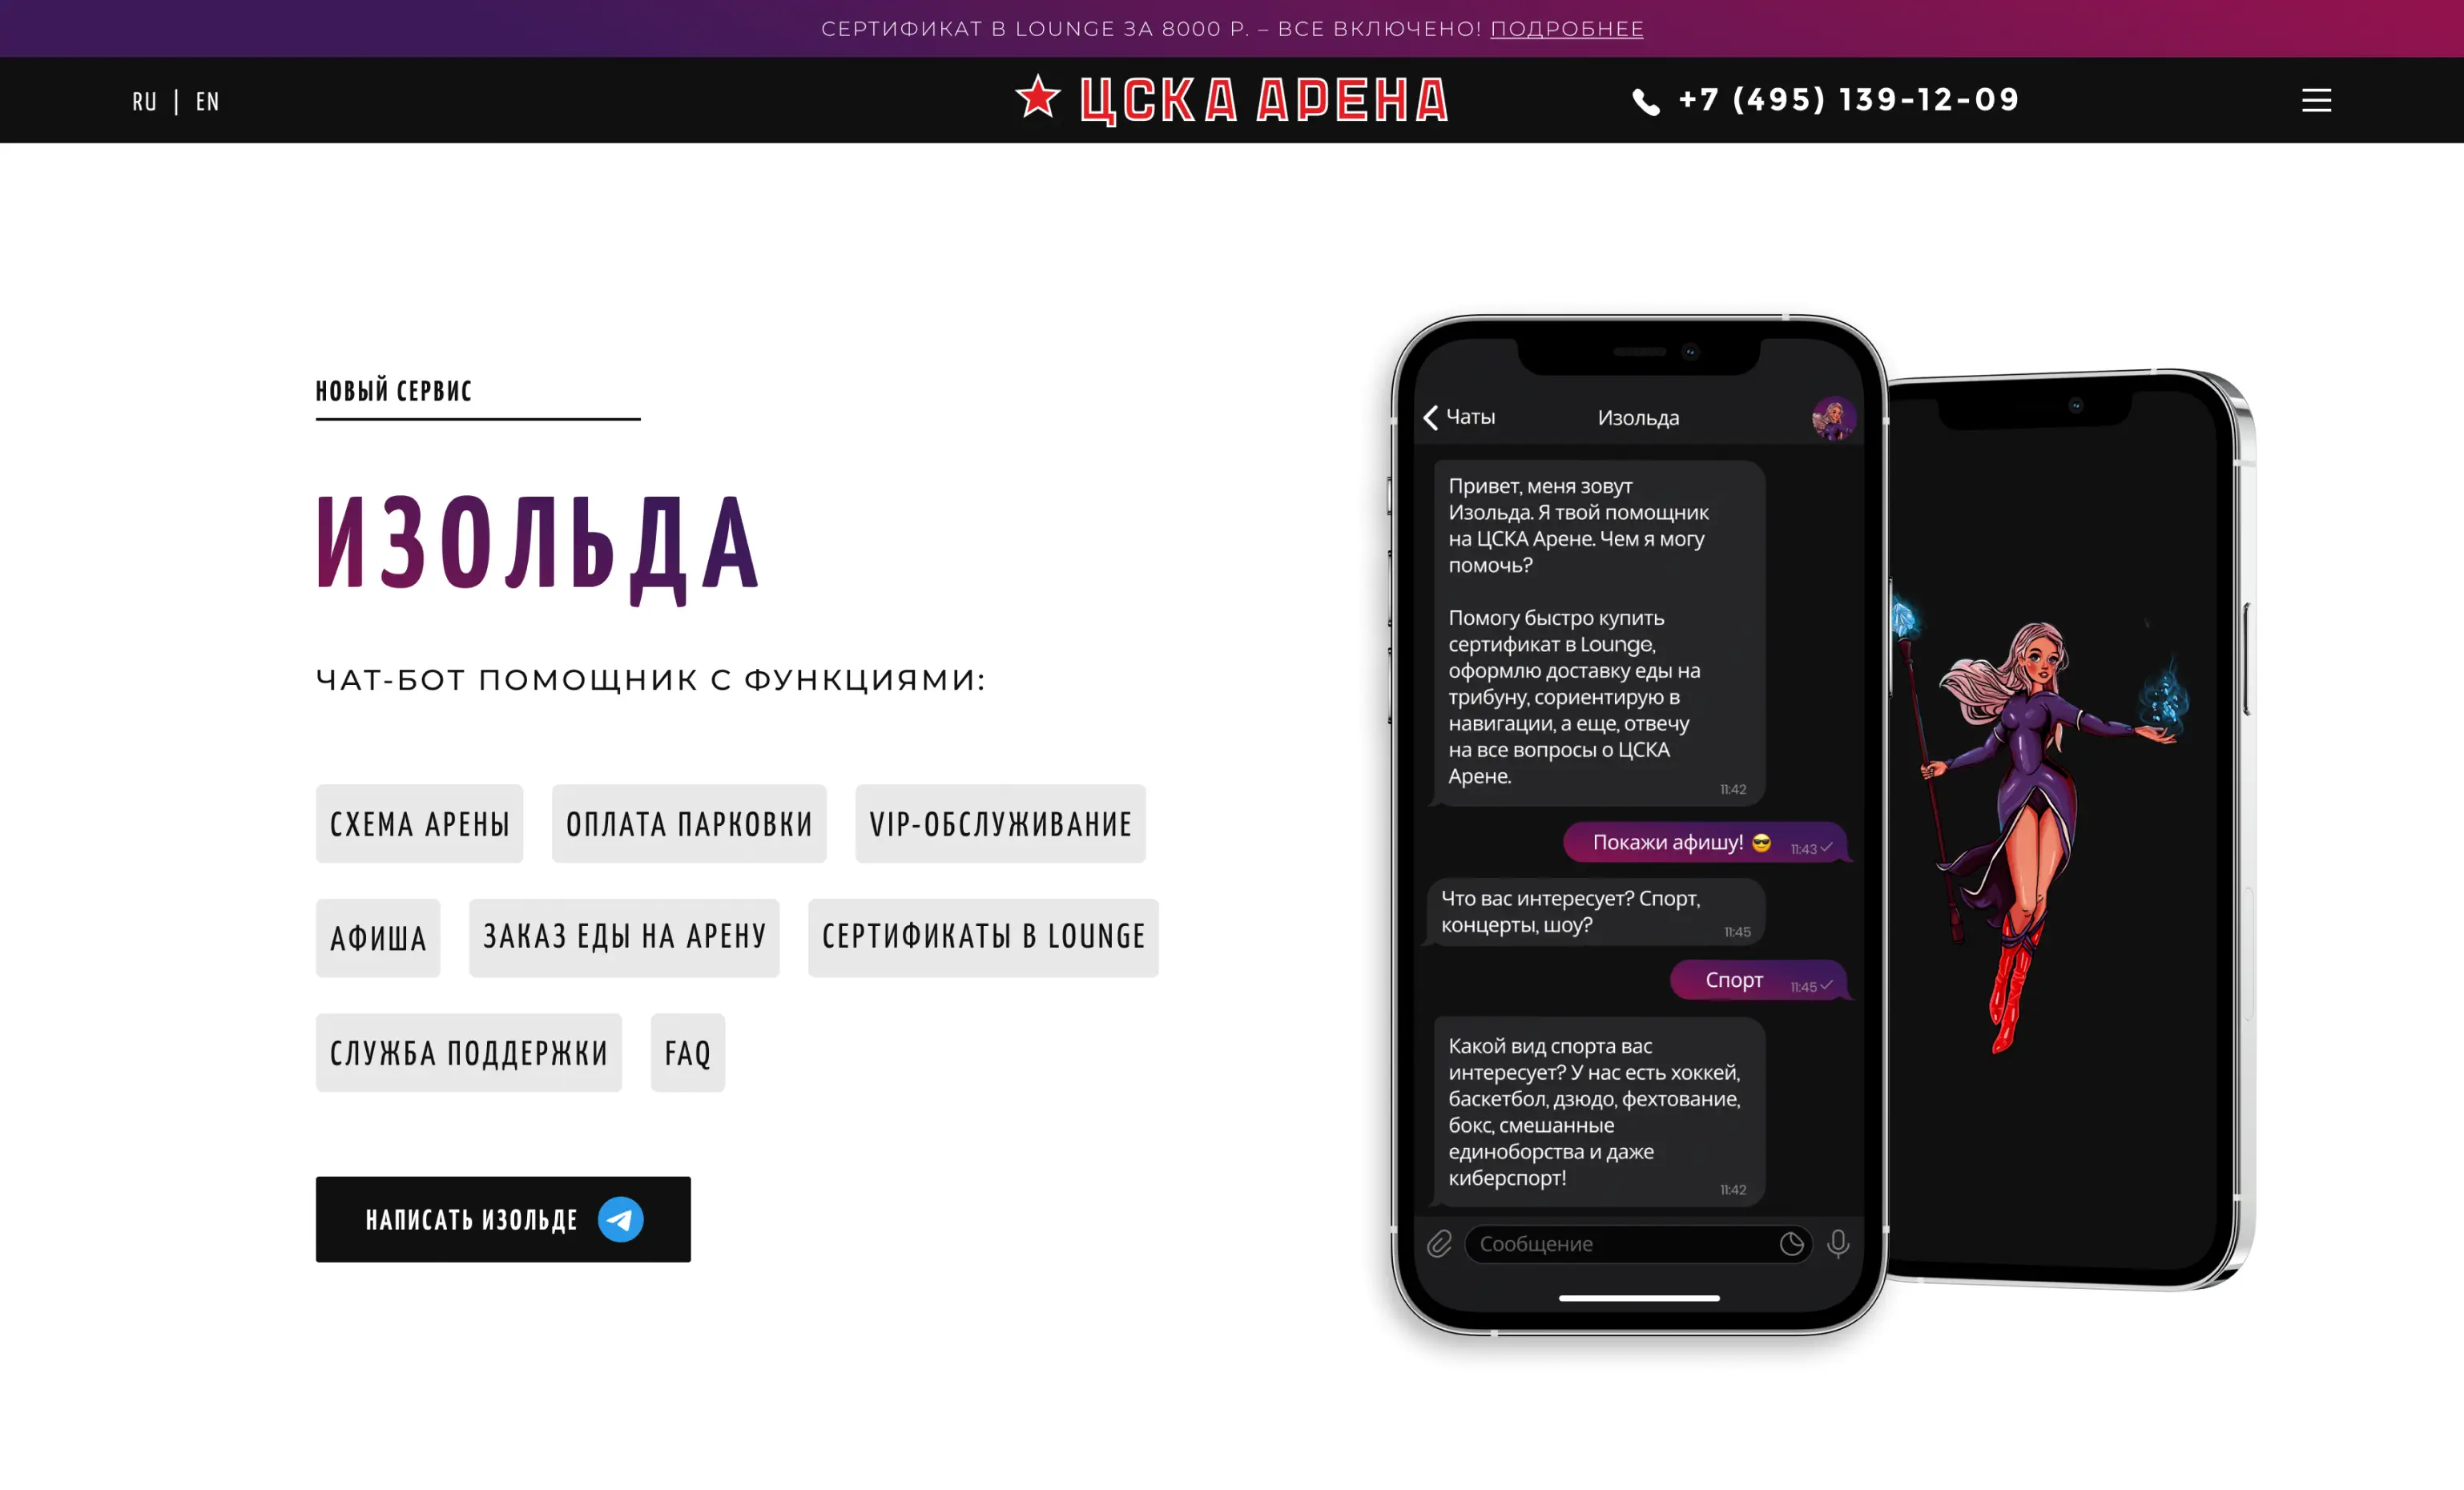 СЕРТИФИКАТ В LOUNGE ЗА 8000 Р. – ВСЕ ВКЛЮЧЕНО! ПОДРОБНЕЕ
RU | EN
ЦСКА АРЕНА
+7 (495) 139-12-09
НОВЫЙ СЕРВИС
ИЗОЛЬДА
ЧАТ-БОТ ПОМОЩНИК С ФУНКЦИЯМИ:
СХЕМА АРЕНЫ
ОПЛАТА ПАРКОВКИ
VIP-ОБСЛУЖИВАНИЕ
АФИША
ЗАКАЗ ЕДЫ НА АРЕНУ
СЕРТИФИКАТЫ В LOUNGE
СЛУЖБА ПОДДЕРЖКИ
FAQ
НАПИСАТЬ ИЗОЛЬДЕ
Чаты
Изольда
Привет, меня зовут
Изольда. Я твой помощник
на ЦСКА Арене. Чем я могу
помочь?
Помогу быстро купить
сертификат в Lounge,
оформлю доставку еды на
трибуну, сориентирую в
навигации, а еще, отвечу
на все вопросы о ЦСКА
Арене.
11:42
Покажи афишу! 😎
11:43
Что вас интересует? Спорт,
концерты, шоу?
11:45
Спорт
11:45
Какой вид спорта вас
интересует? У нас есть хоккей,
баскетбол, дзюдо, фехтование,
бокс, смешанные
единоборства и даже
киберспорт!
11:42
Сообщение